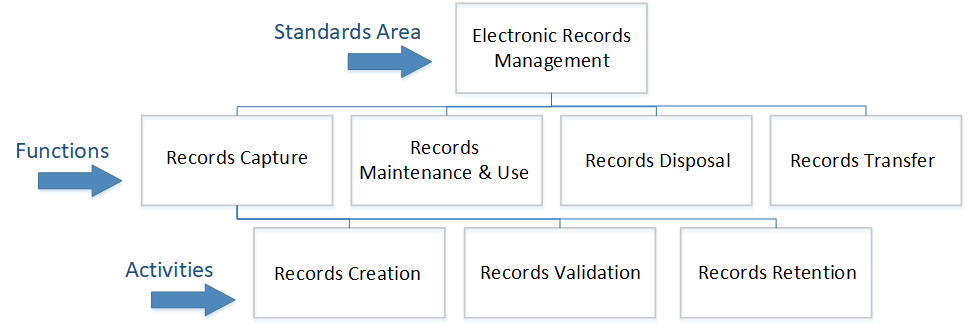 Standards Area
Electronic Records
Management
Functions
Records Capture
Records
Maintenance & Use
Records Disposal
Records Transfer
Activities
Records Creation
Records Validation
Records Retention